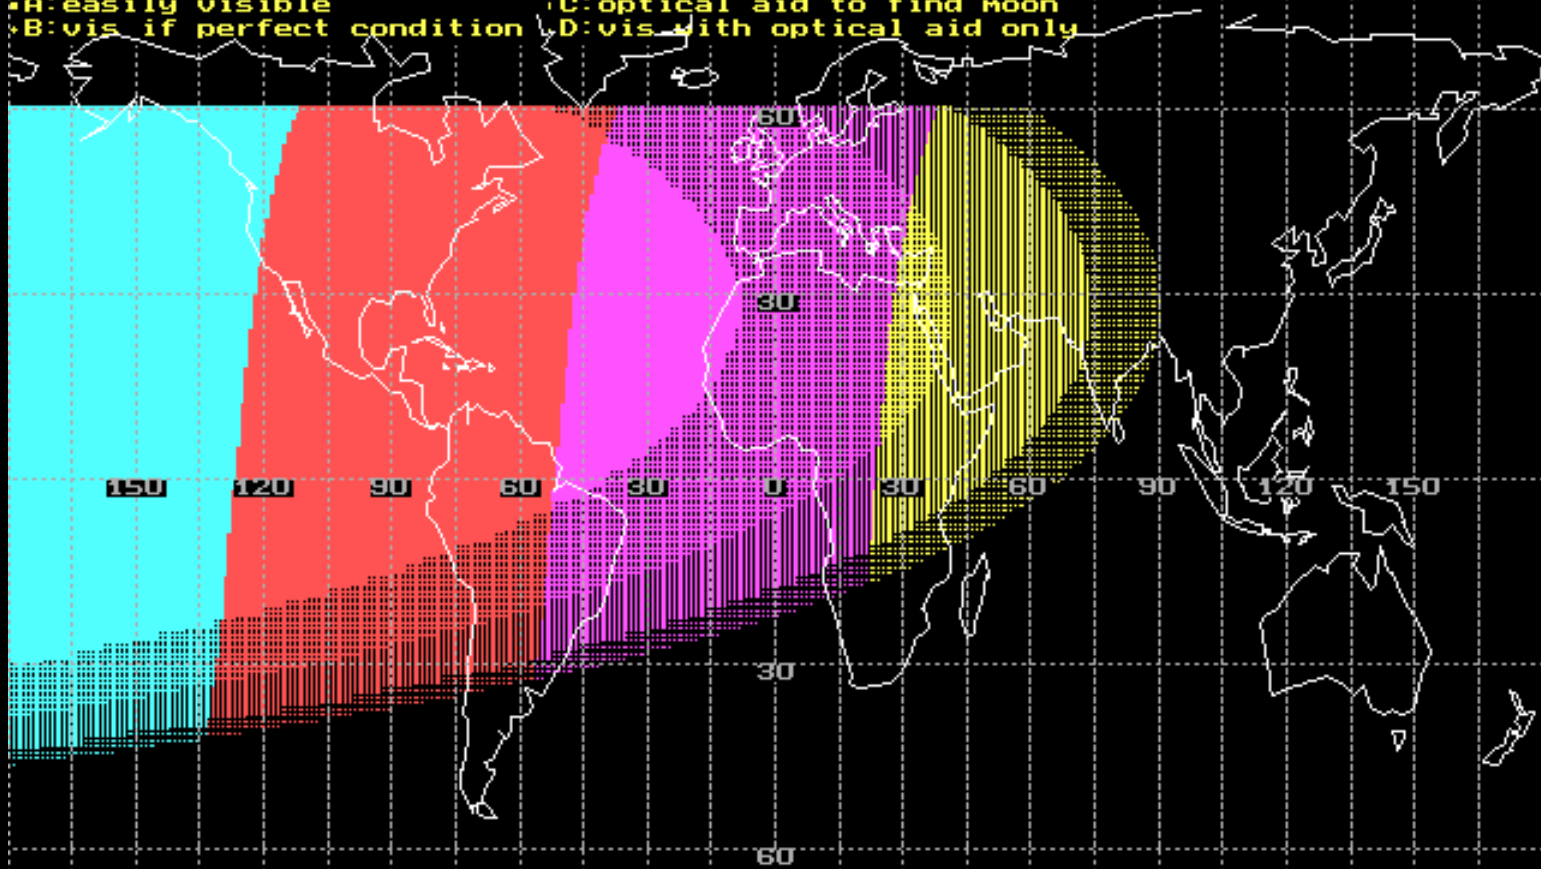 ▪A:easily visible C:optical aid to find Moon
+B:vis if perfect condition D:vis with optical aid only
60
30
150 120 90 60 30 0 30 60 90 120 150
30
60